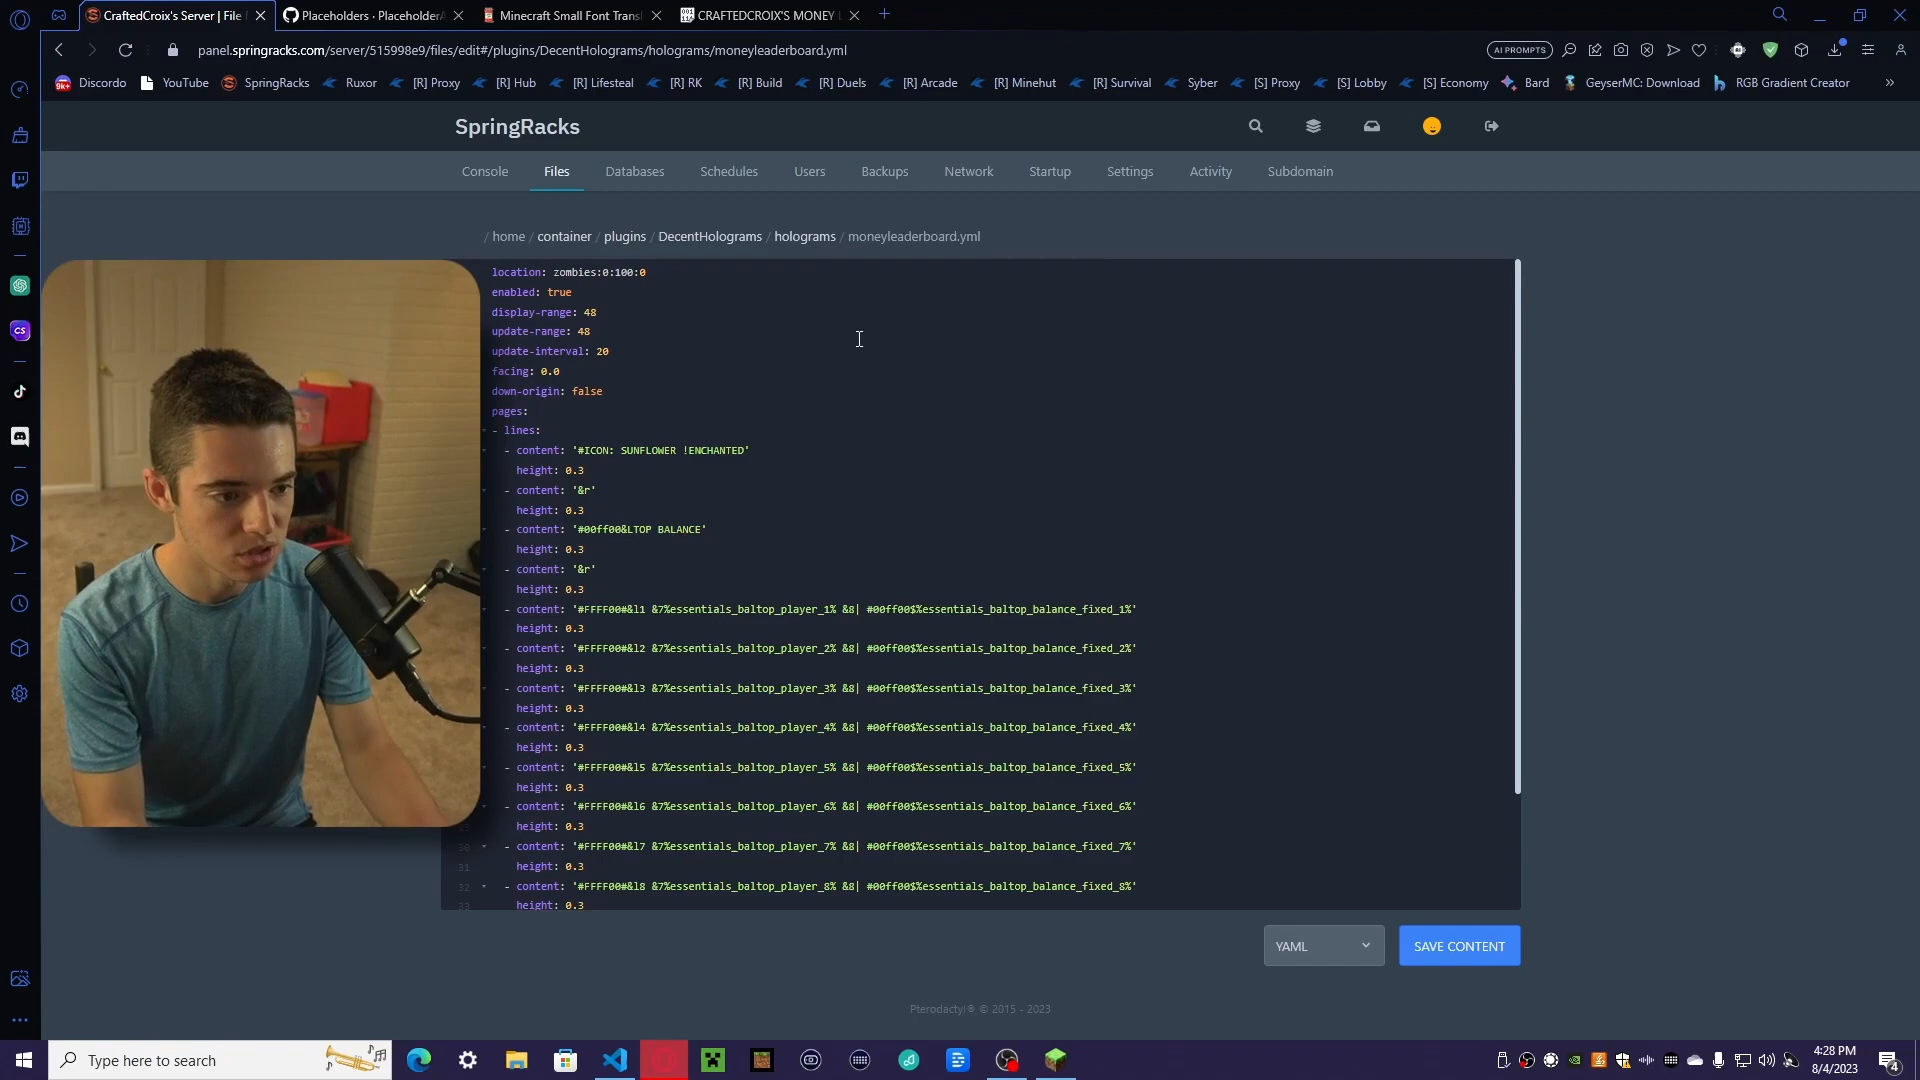 CraftedCroix's Server | File
Placeholders · Placeholder
Minecraft Small Font Trans
CRAFTEDCROIX'S MONEY
panel.springracks.com/server/515998e9/files/edit#/plugins/DecentHolograms/holograms/moneyleaderboard.yml
AI PROMPTS
9k+ Discordo YouTube SpringRacks Ruxor [R] Proxy [R] Hub [R] Lifesteal [R] RK [R] Build [R] Duels [R] Arcade [R] Minehut [R] Survival Syber [S] Proxy [S] Lobby [S] Economy Bard GeyserMC: Download RGB Gradient Creator »
SpringRacks
Console Files Databases Schedules Users Backups Network Startup Settings Activity Subdomain
/ home / container / plugins / DecentHolograms / holograms / moneyleaderboard.yml
location: zombies:0:100:0
enabled: true
display-range: 48
update-range: 48
update-interval: 20
facing: 0.0
down-origin: false
pages:
- lines:
- content: '#ICON: SUNFLOWER !ENCHANTED'
height: 0.3
- content: '&r'
height: 0.3
- content: '#00ff00&LTOP BALANCE'
height: 0.3
- content: '&r'
height: 0.3
- content: '#FFFF00#&l1 &7%essentials_baltop_player_1% &8| #00ff00$%essentials_baltop_balance_fixed_1%'
height: 0.3
- content: '#FFFF00#&l2 &7%essentials_baltop_player_2% &8| #00ff00$%essentials_baltop_balance_fixed_2%'
height: 0.3
- content: '#FFFF00#&l3 &7%essentials_baltop_player_3% &8| #00ff00$%essentials_baltop_balance_fixed_3%'
height: 0.3
- content: '#FFFF00#&l4 &7%essentials_baltop_player_4% &8| #00ff00$%essentials_baltop_balance_fixed_4%'
height: 0.3
- content: '#FFFF00#&l5 &7%essentials_baltop_player_5% &8| #00ff00$%essentials_baltop_balance_fixed_5%'
height: 0.3
- content: '#FFFF00#&l6 &7%essentials_baltop_player_6% &8| #00ff00$%essentials_baltop_balance_fixed_6%'
height: 0.3
30 - content: '#FFFF00#&l7 &7%essentials_baltop_player_7% &8| #00ff00$%essentials_baltop_balance_fixed_7%'
31 height: 0.3
32 - content: '#FFFF00#&l8 &7%essentials_baltop_player_8% &8| #00ff00$%essentials_baltop_balance_fixed_8%'
33 height: 0.3
YAML SAVE CONTENT
Pterodactyl® © 2015 - 2023
CS
Type here to search
4:28 PM
8/4/2023
4